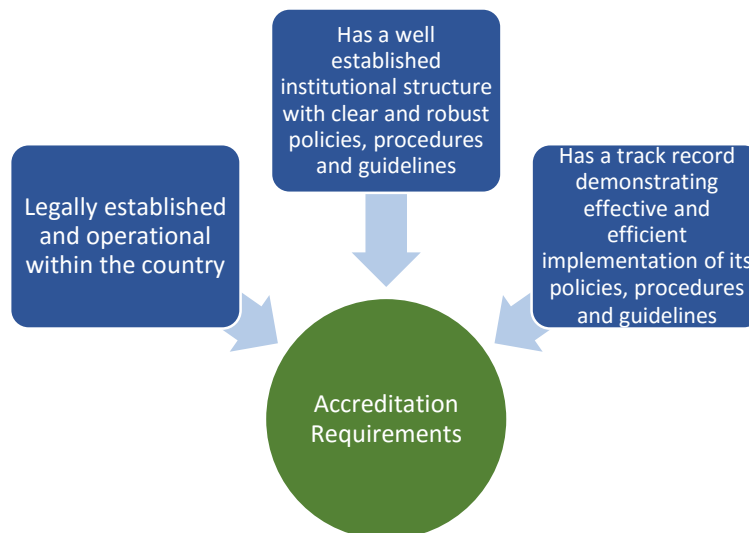 Has a well
established
institutional structure
with clear and robust
policies, procedures
and guidelines
Legally established
and operational
within the country
Has a track record
demonstrating
effective and
efficient
implementation of its
policies, procedures
and guidelines
Accreditation
Requirements